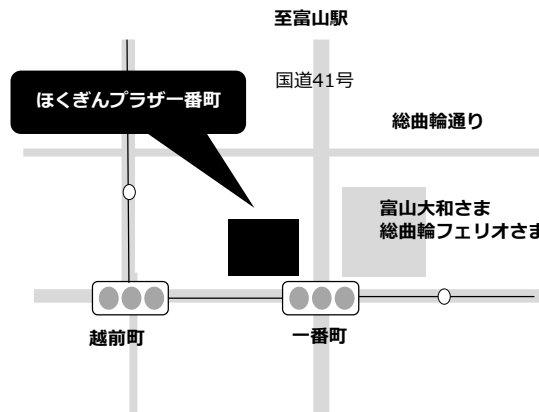 至富山駅
国道41号
ほくぎんプラザ一番町
総曲輪通り
富山大和さま
総曲輪フェリオさま
越前町
一番町